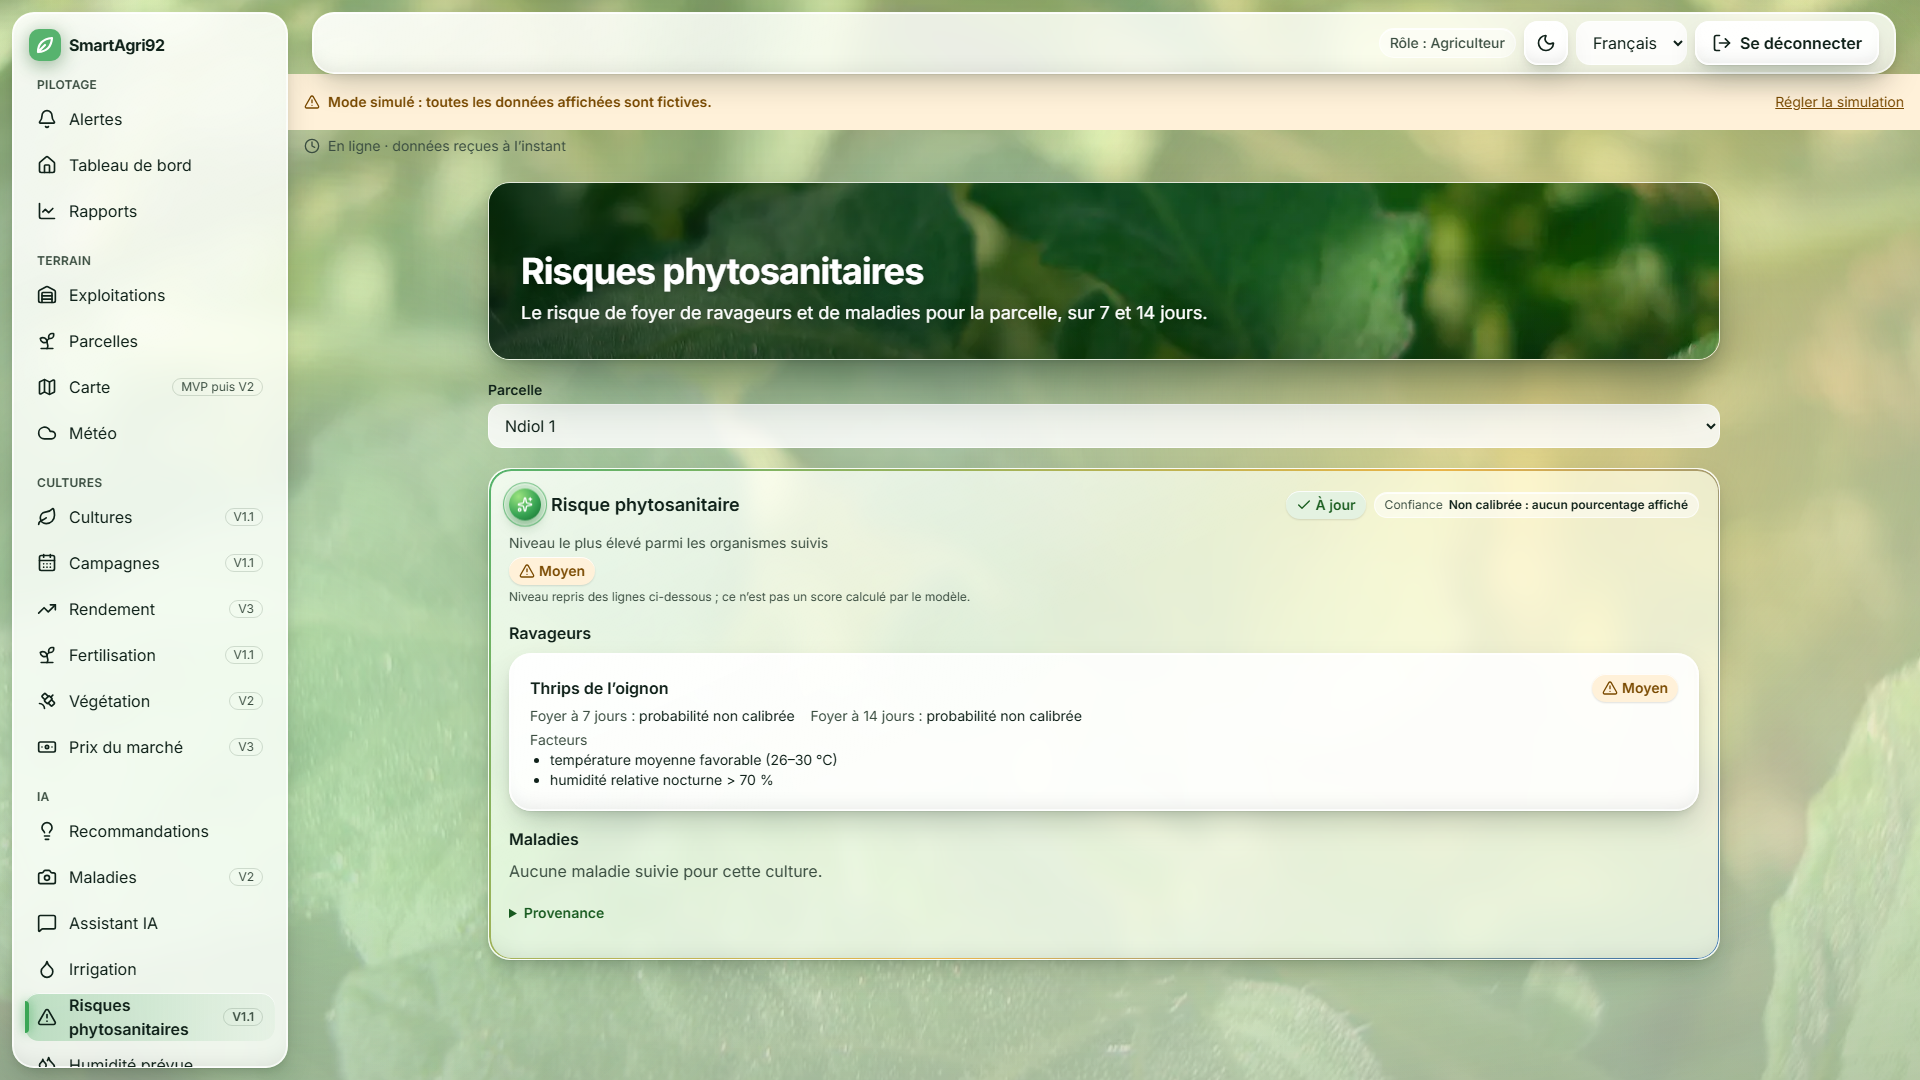 SmartAgri92
PILOTAGE
Alertes
Tableau de bord
Rapports
TERRAIN
Exploitations
Parcelles
Carte MVP puis V2
Météo
CULTURES
Cultures V1.1
Campagnes V1.1
Rendement V3
Fertilisation V1.1
Végétation V2
Prix du marché V3
IA
Recommandations
Maladies V2
Assistant IA
Irrigation
Risques
phytosanitaires V1.1
Humidité prévue
Rôle : Agriculteur Français Se déconnecter
Mode simulé : toutes les données affichées sont fictives. Régler la simulation
En ligne · données reçues à l’instant
Risques phytosanitaires
Le risque de foyer de ravageurs et de maladies pour la parcelle, sur 7 et 14 jours.
Parcelle
Ndiol 1
Risque phytosanitaire À jour Confiance Non calibrée : aucun pourcentage affiché
Niveau le plus élevé parmi les organismes suivis
Moyen
Niveau repris des lignes ci-dessous ; ce n’est pas un score calculé par le modèle.
Ravageurs
Thrips de l’oignon Moyen
Foyer à 7 jours : probabilité non calibrée Foyer à 14 jours : probabilité non calibrée
Facteurs
température moyenne favorable (26–30 °C)
humidité relative nocturne > 70 %
Maladies
Aucune maladie suivie pour cette culture.
Provenance